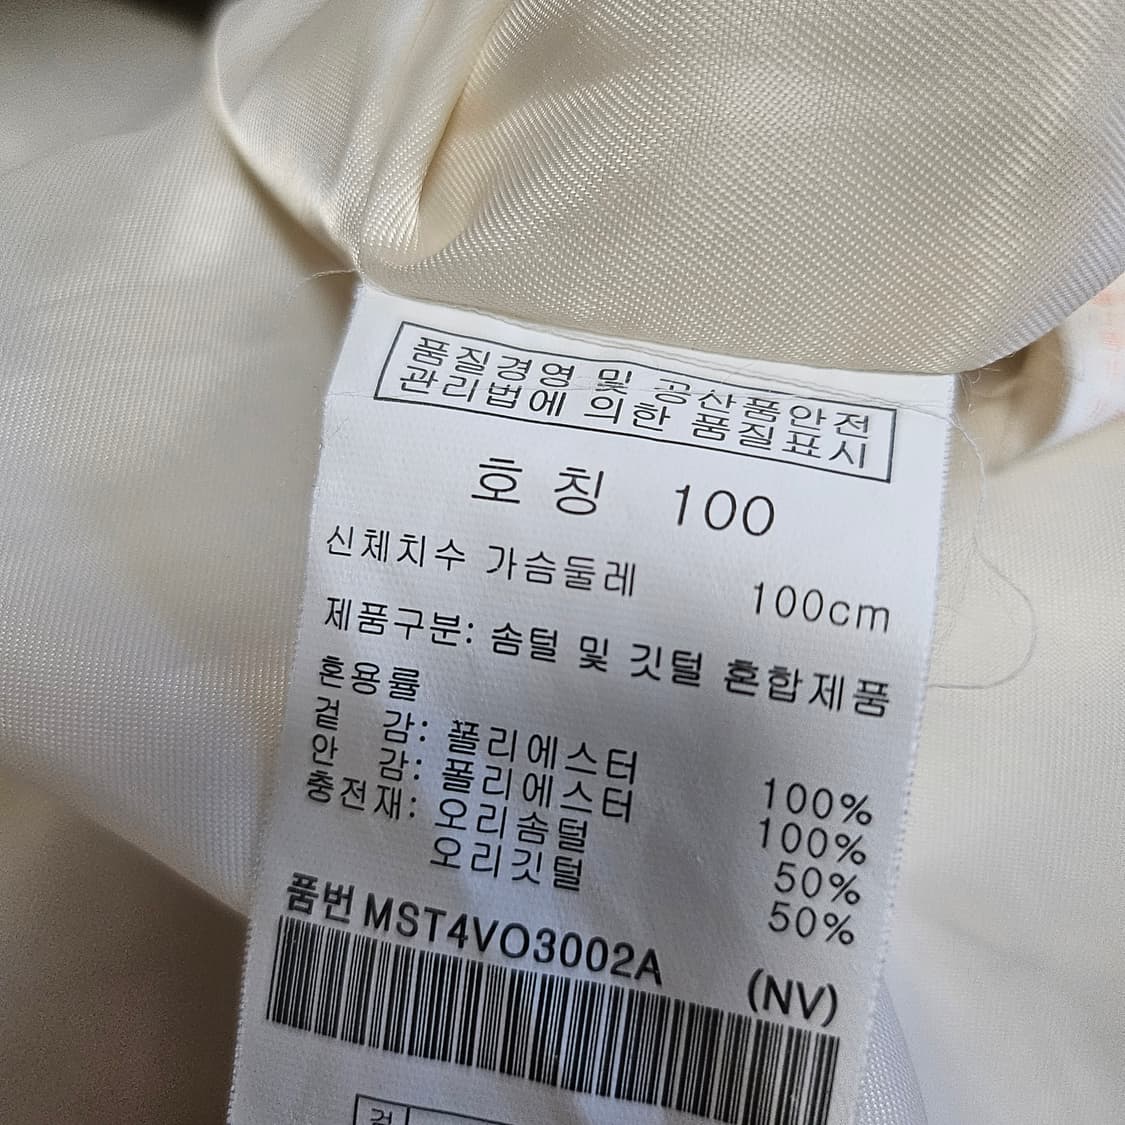 품질경영 및 공산품안전
관리법에 의한 품질표시
호 칭 100
신체치수 가슴둘레 100cm
제품구분: 솜털 및 깃털 혼합제품
혼용률
겉 감: 폴리에스터 100%
안 감: 폴리에스터 100%
충전재: 오리솜털 50%
오리깃털 50%
품번 MST4VO3002A (NV)